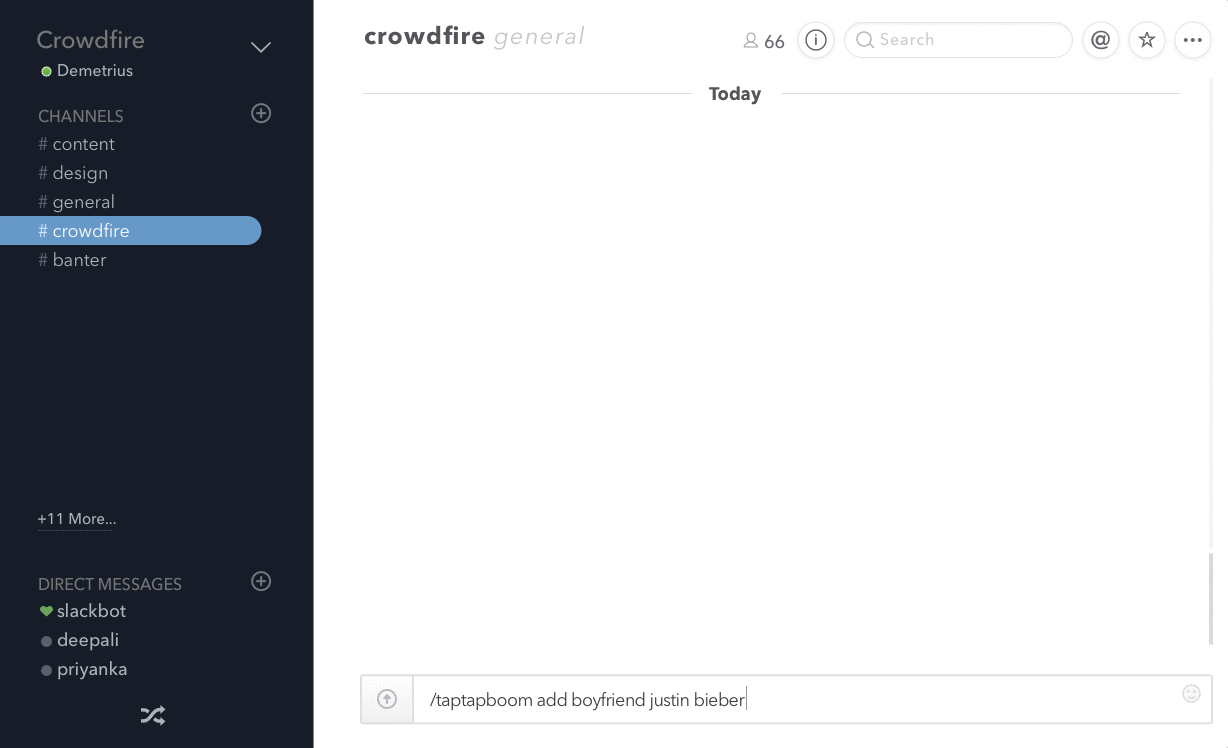 Crowdfire
Demetrius
CHANNELS
# content
# design
# general
# crowdfire
# banter
+11 More...
DIRECT MESSAGES
slackbot
deepali
priyanka
crowdfire general
66
Search
@
Today
/taptapboom add boyfriend justin bieber